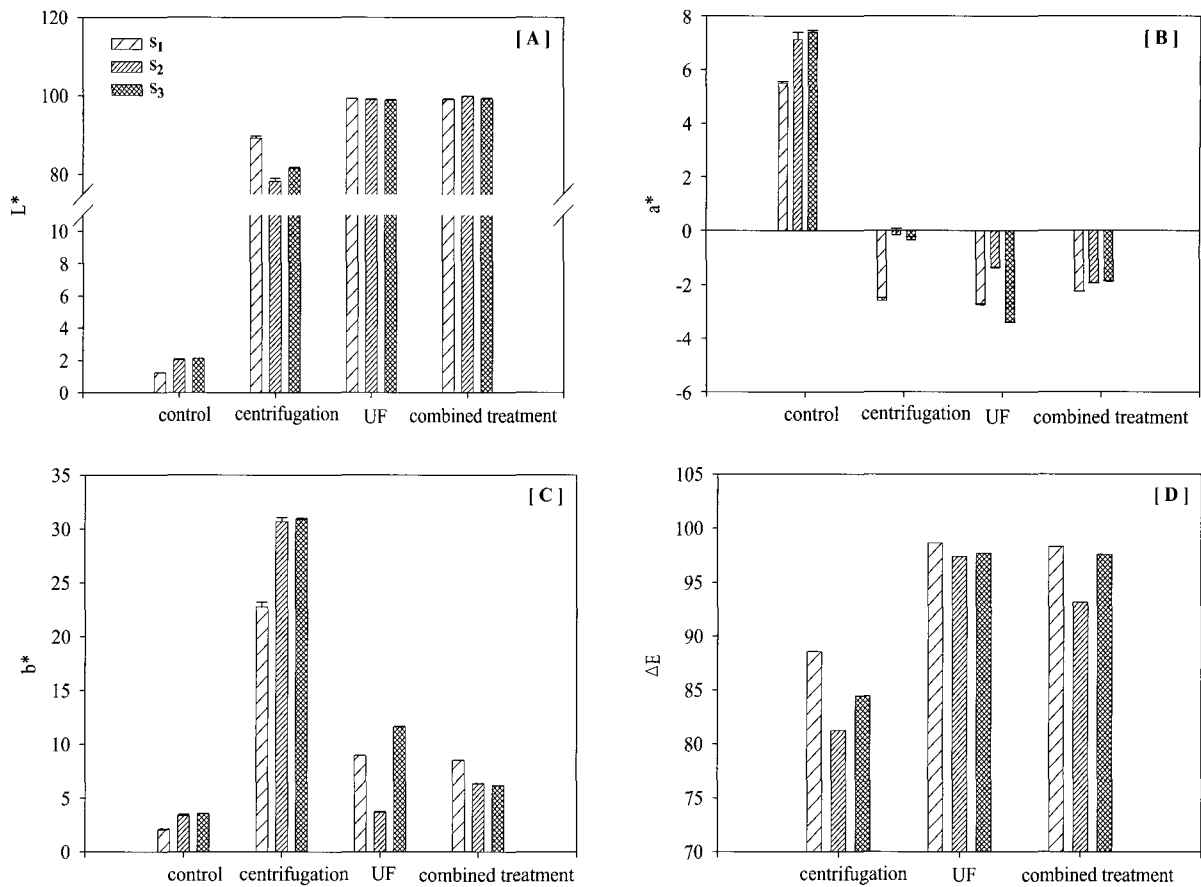 [ A ]
120
100
80
10
8
6
4
2
0
L*
S1
S2
S3
control centrifugation UF combined treatment
[ B ]
8
6
4
2
0
-2
-4
-6
a*
control centrifugation UF combined treatment
[ C ]
35
30
25
20
15
10
5
0
b*
control centrifugation UF combined treatment
[ D ]
105
100
95
90
85
80
75
70
ΔE
centrifugation UF combined treatment